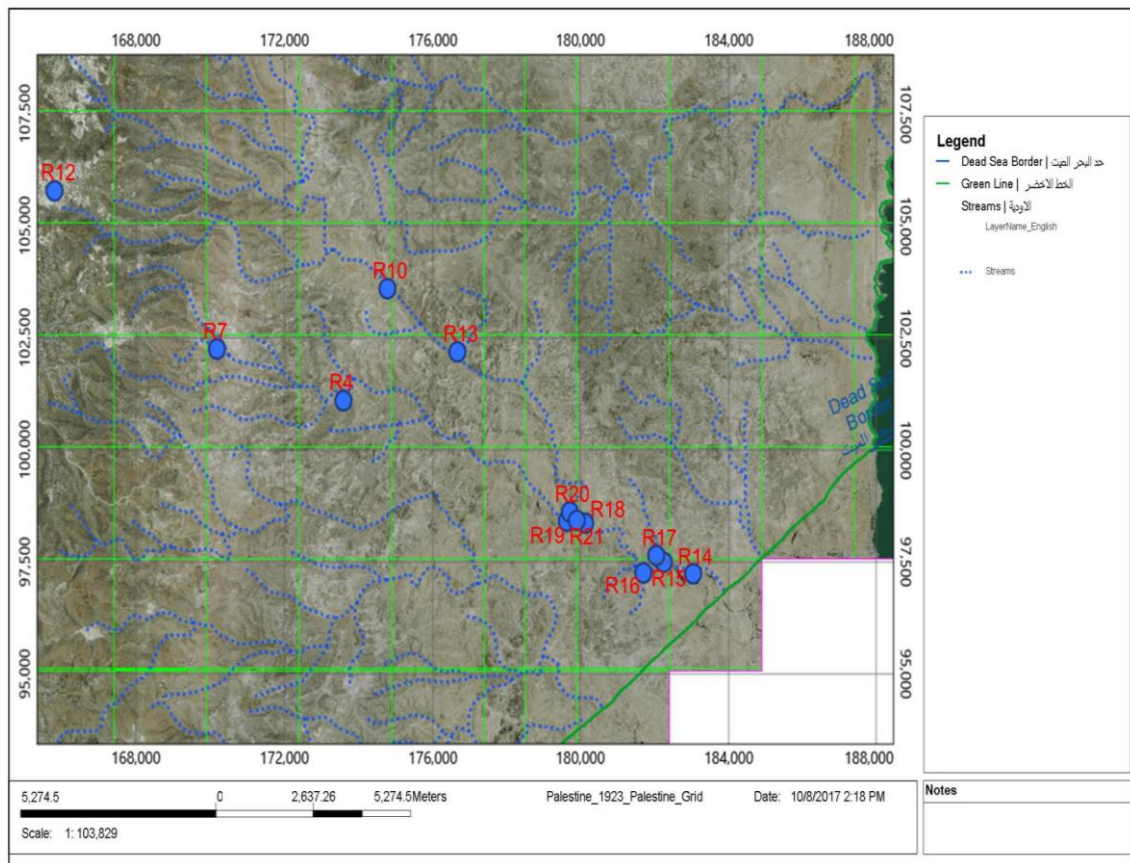 168,000 172,000 176,000 180,000 184,000 188,000
107,500 107,500
R12
105,000 105,000
R10
R7 R13
102,500 102,500
R4
Dead
Border
100,000 100,000
R20
R18
R19 R21
R17
R14
R16 R15
97,500 97,500
95,000 95,000
168,000 172,000 176,000 180,000 184,000 188,000
Legend
Dead Sea Border | حد البحر الميت
Green Line | الخط الاخضر
Streams | الاودية
LayerName_English
Streams
5,274.5 0 2,637.26 5,274.5Meters Palestine_1923_Palestine_Grid Date: 10/8/2017 2:18 PM
Scale: 1: 103,829
Notes